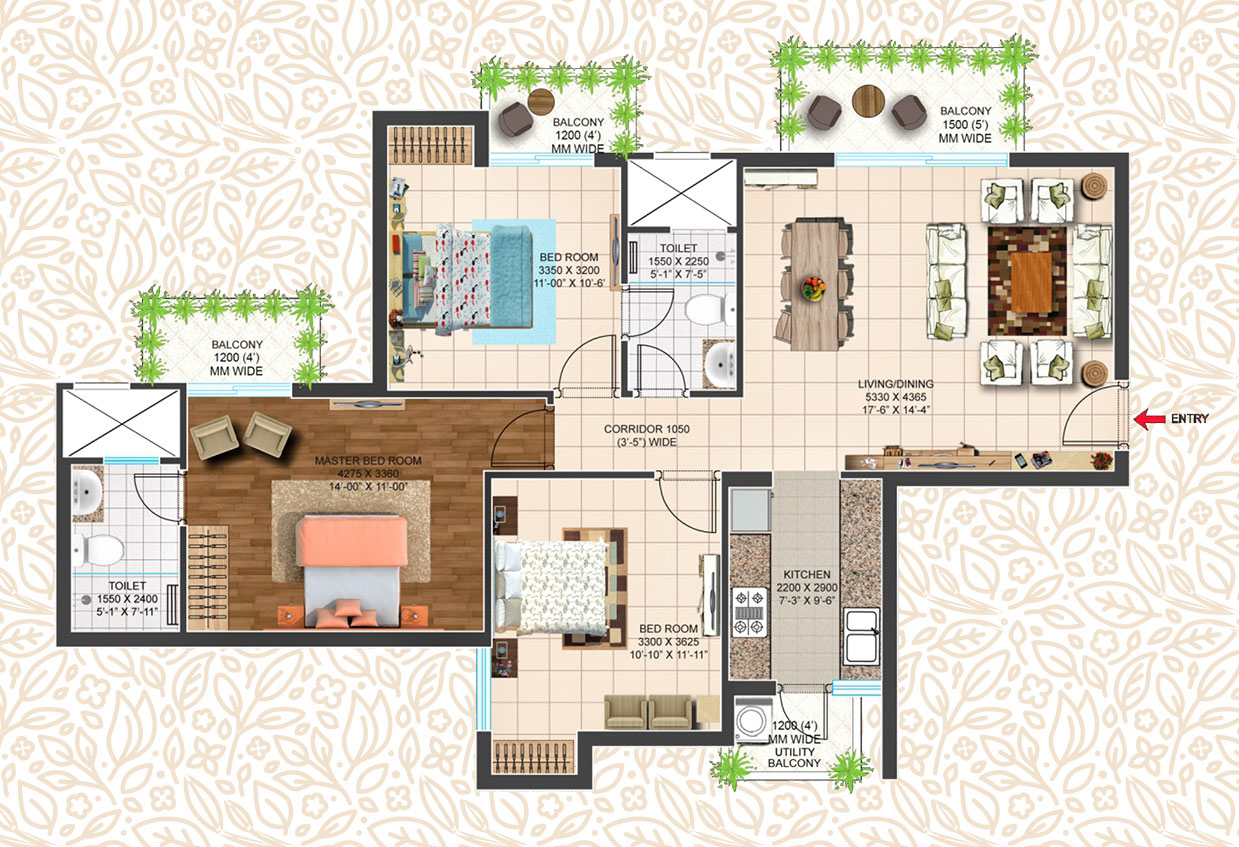 BALCONY
1200 (4')
MM WIDE
BALCONY
1500 (5')
MM WIDE
BED ROOM
3350 X 3200
11'-00" X 10'-6'
TOILET
1550 X 2250
5'-1" X 7'-5"
BALCONY
1200 (4')
MM WIDE
LIVING/DINING
5330 X 4365
17'-6" X 14'-4"
ENTRY
CORRIDOR 1050
(3'-5") WIDE
MASTER BED ROOM
4275 X 3360
14'-00" X 11'-00"
TOILET
1550 X 2400
5'-1" X 7'-11"
KITCHEN
2200 X 2900
7'-3" X 9'-6"
BED ROOM
3300 X 3625
10'-10" X 11'-11"
1200 (4')
MM WIDE
UTILITY
BALCONY